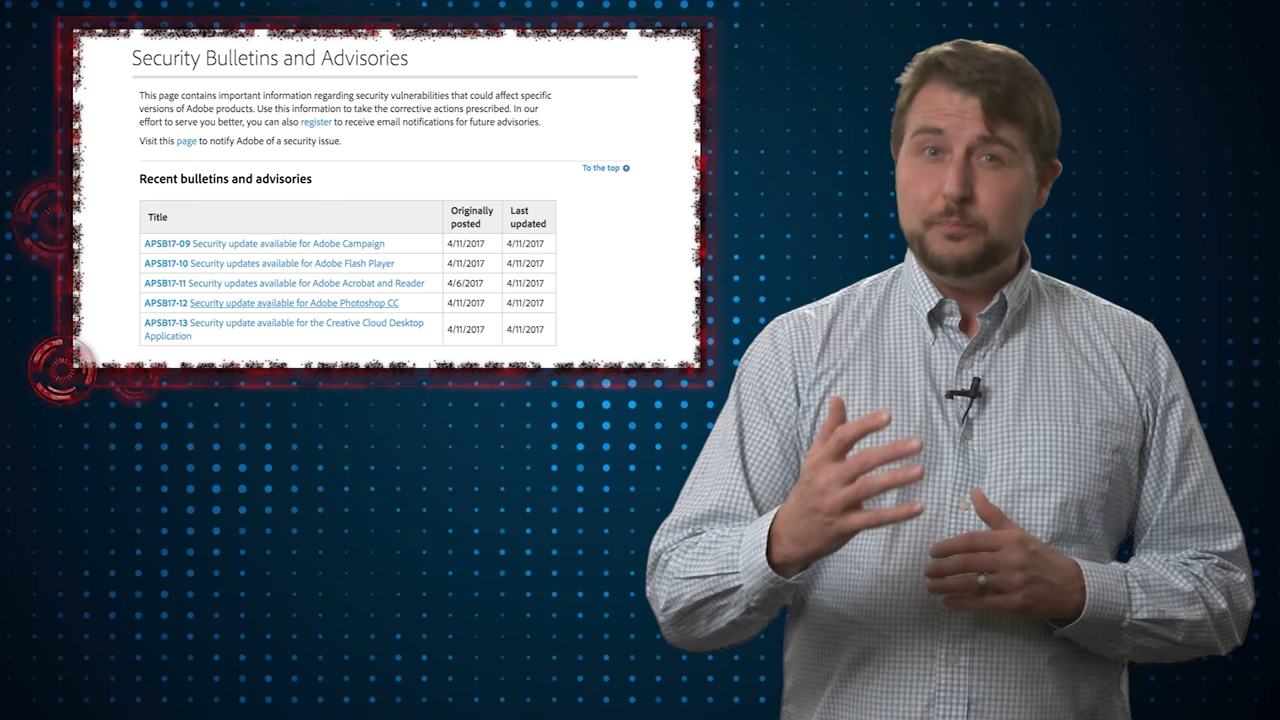 Security Bulletins and Advisories
This page contains important information regarding security vulnerabilities that could affect specific
versions of Adobe products. Use this information to take the corrective actions prescribed. In our
effort to serve you better, you can also register to receive email notifications for future advisories.
Visit this page to notify Adobe of a security issue.
To the top
Recent bulletins and advisories
Title Originally posted Last updated
APSB17-09 Security update available for Adobe Campaign 4/11/2017 4/11/2017
APSB17-10 Security updates available for Adobe Flash Player 4/11/2017 4/11/2017
APSB17-11 Security updates available for Adobe Acrobat and Reader 4/6/2017 4/11/2017
APSB17-12 Security update available for Adobe Photoshop CC 4/11/2017 4/11/2017
APSB17-13 Security update available for the Creative Cloud Desktop
Application 4/11/2017 4/11/2017